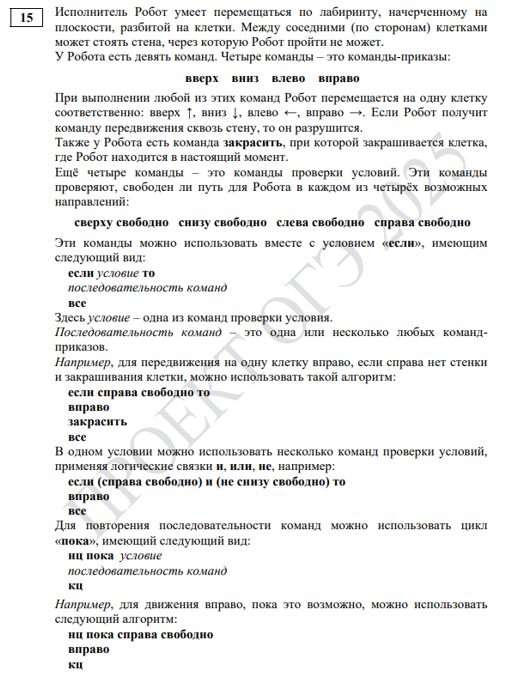 15
Исполнитель Робот умеет перемещаться по лабиринту, начерченному на
плоскости, разбитой на клетки. Между соседними (по сторонам) клетками
может стоять стена, через которую Робот пройти не может.
У Робота есть девять команд. Четыре команды – это команды-приказы:
вверх вниз влево вправо
При выполнении любой из этих команд Робот перемещается на одну клетку
соответственно: вверх ↑, вниз ↓, влево ←, вправо →. Если Робот получит
команду передвижения сквозь стену, то он разрушится.
Также у Робота есть команда закрасить, при которой закрашивается клетка,
где Робот находится в настоящий момент.
Ещё четыре команды – это команды проверки условий. Эти команды
проверяют, свободен ли путь для Робота в каждом из четырёх возможных
направлений:
сверху свободно снизу свободно слева свободно справа свободно
Эти команды можно использовать вместе с условием «если», имеющим
следующий вид:
если условие то
последовательность команд
все
Здесь условие – одна из команд проверки условия.
Последовательность команд – это одна или несколько любых команд-
приказов.
Например, для передвижения на одну клетку вправо, если справа нет стенки
и закрашивания клетки, можно использовать такой алгоритм:
если справа свободно то
вправо
закрасить
все
В одном условии можно использовать несколько команд проверки условий,
применяя логические связки и, или, не, например:
если (справа свободно) и (не снизу свободно) то
вправо
все
Для повторения последовательности команд можно использовать цикл
«пока», имеющий следующий вид:
нц пока условие
последовательность команд
кц
Например, для движения вправо, пока это возможно, можно использовать
следующий алгоритм:
нц пока справа свободно
вправо
кц
ПРОЕКТ ОГЭ 2025